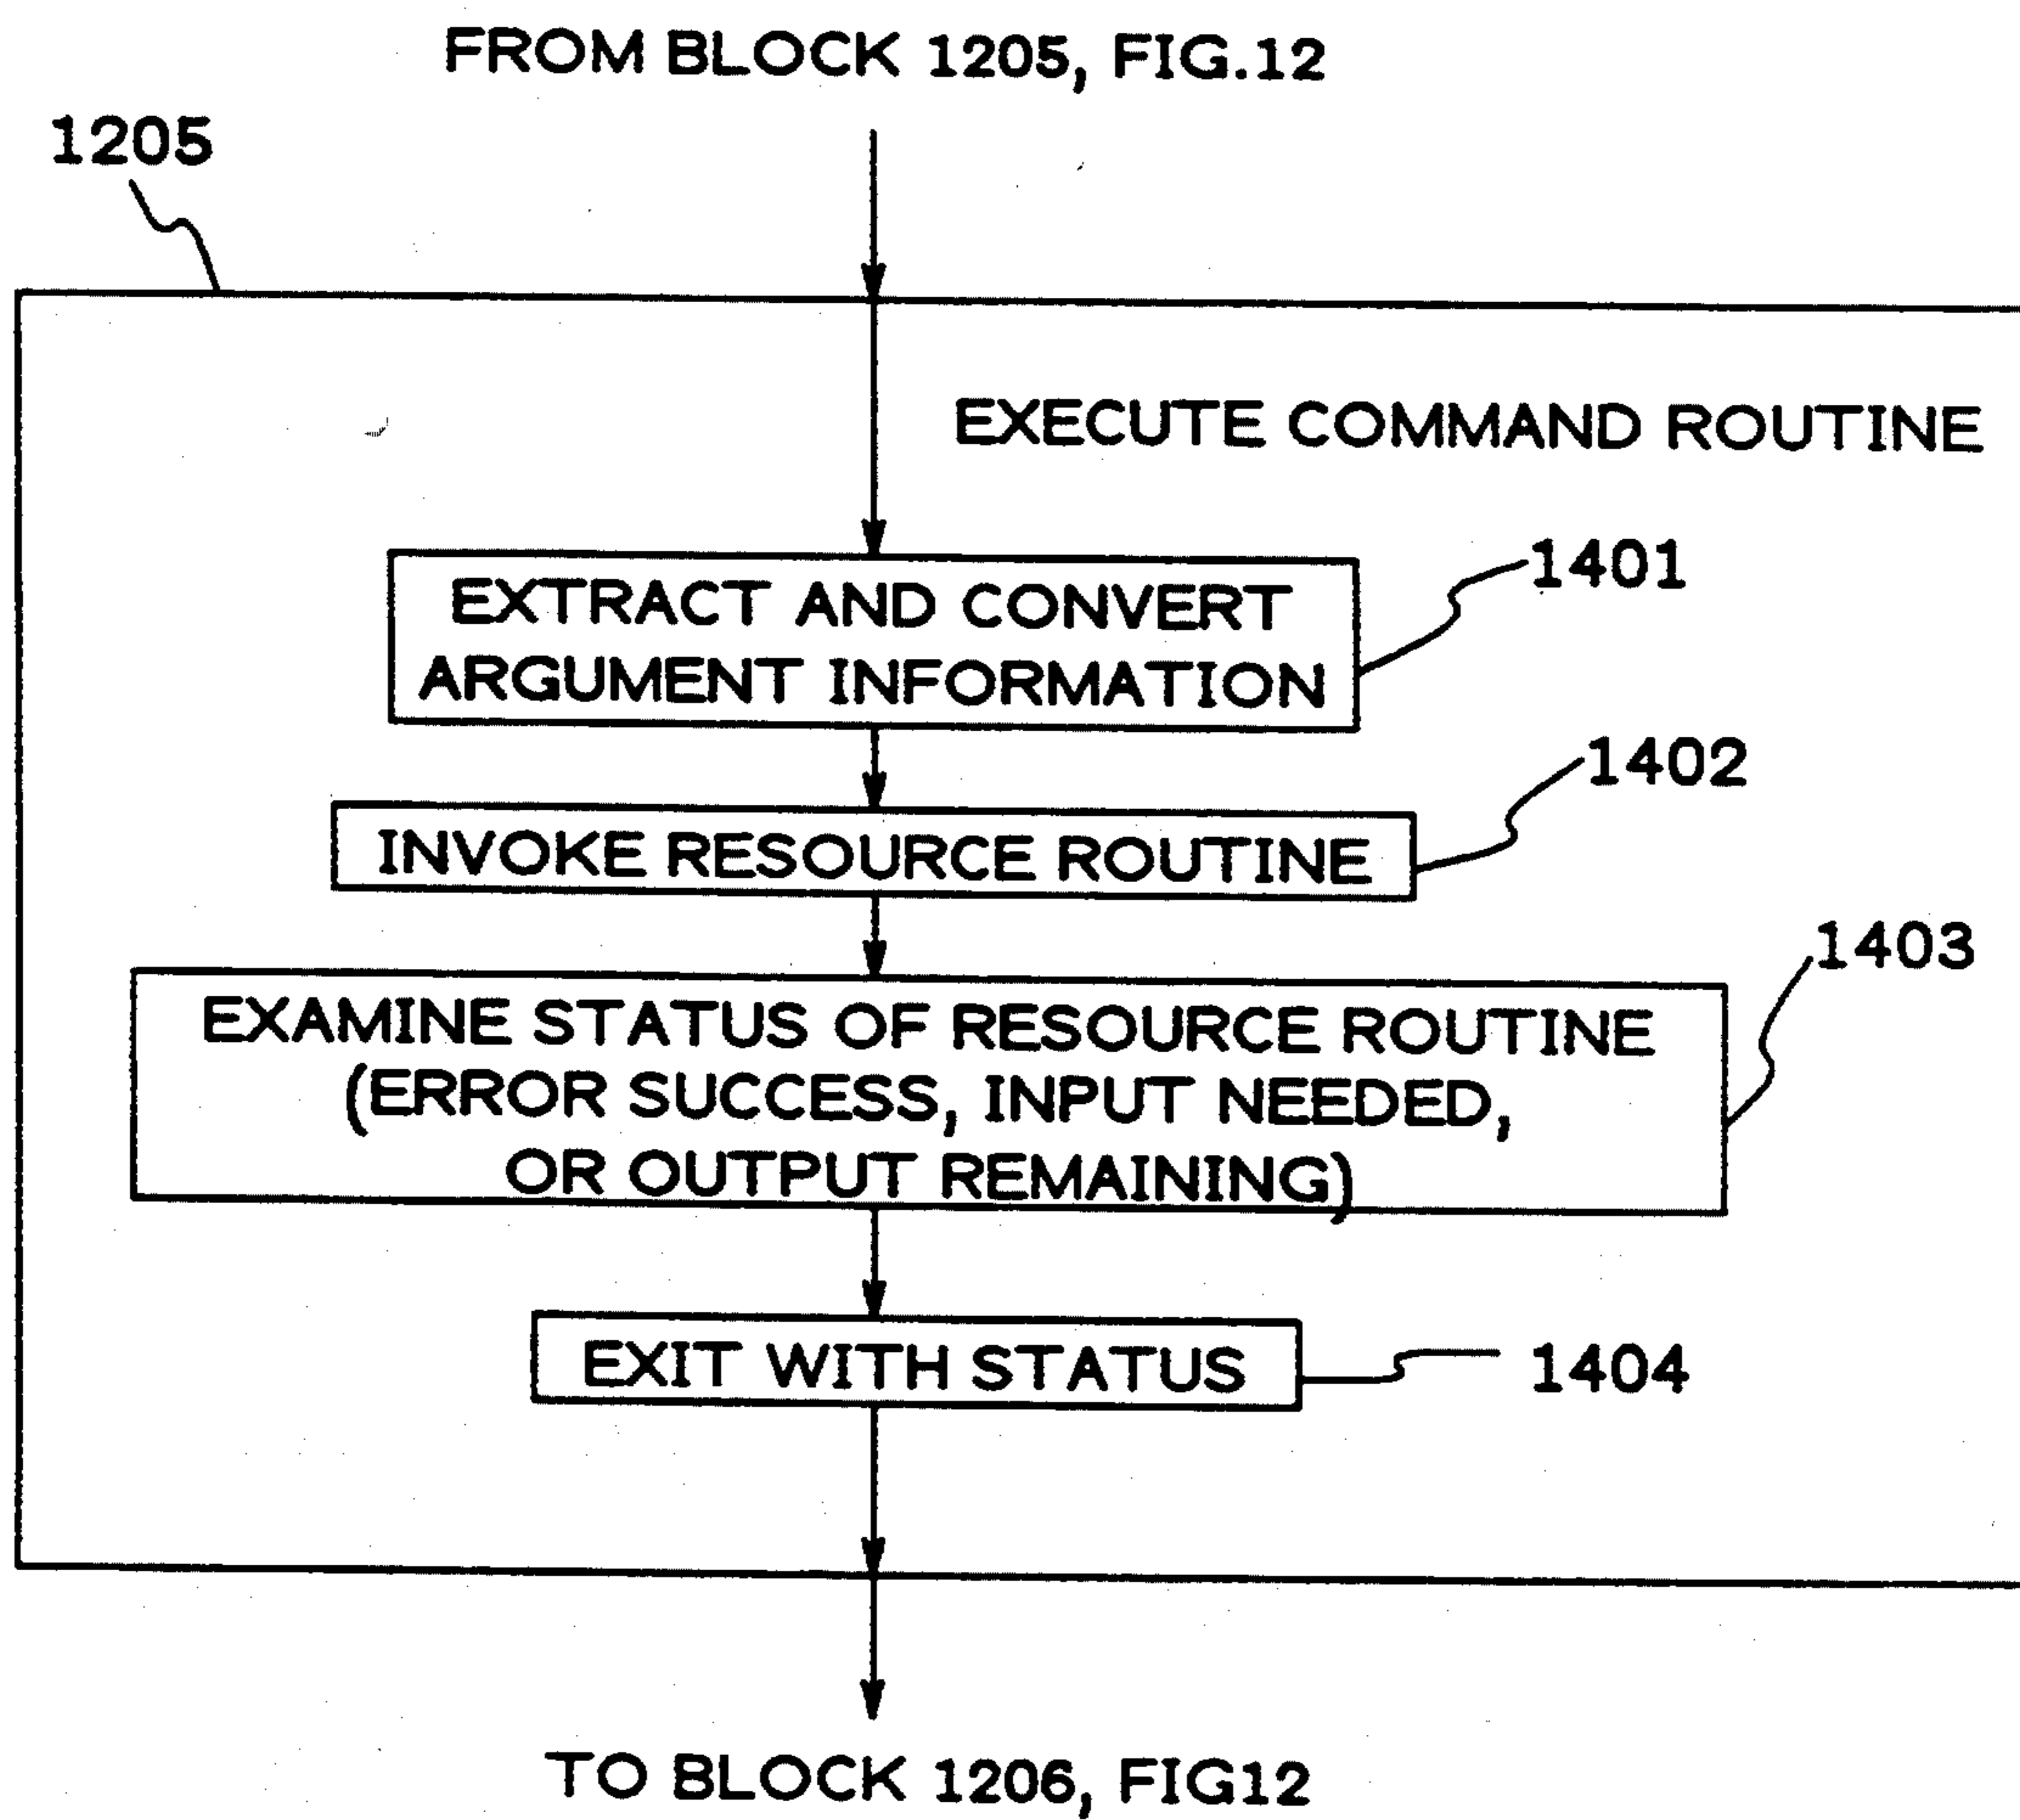 FROM BLOCK 1205, FIG.12
1205
EXECUTE COMMAND ROUTINE
EXTRACT AND CONVERT
ARGUMENT INFORMATION
1401
INVOKE RESOURCE ROUTINE
1402
EXAMINE STATUS OF RESOURCE ROUTINE
(ERROR SUCCESS, INPUT NEEDED,
OR OUTPUT REMAINING)
1403
EXIT WITH STATUS
1404
TO BLOCK 1206, FIG12